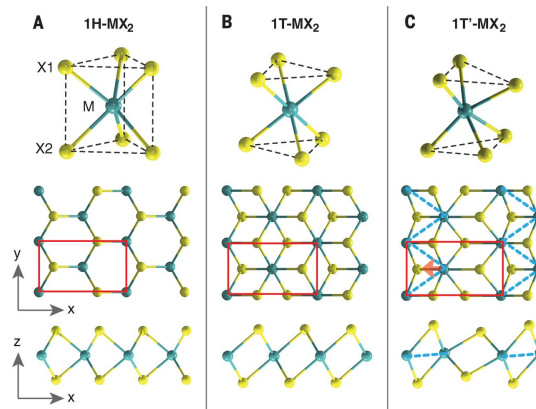 A 1H-MX₂
B 1T-MX₂
C 1T'-MX₂
X1
M
X2
y
x
z
x